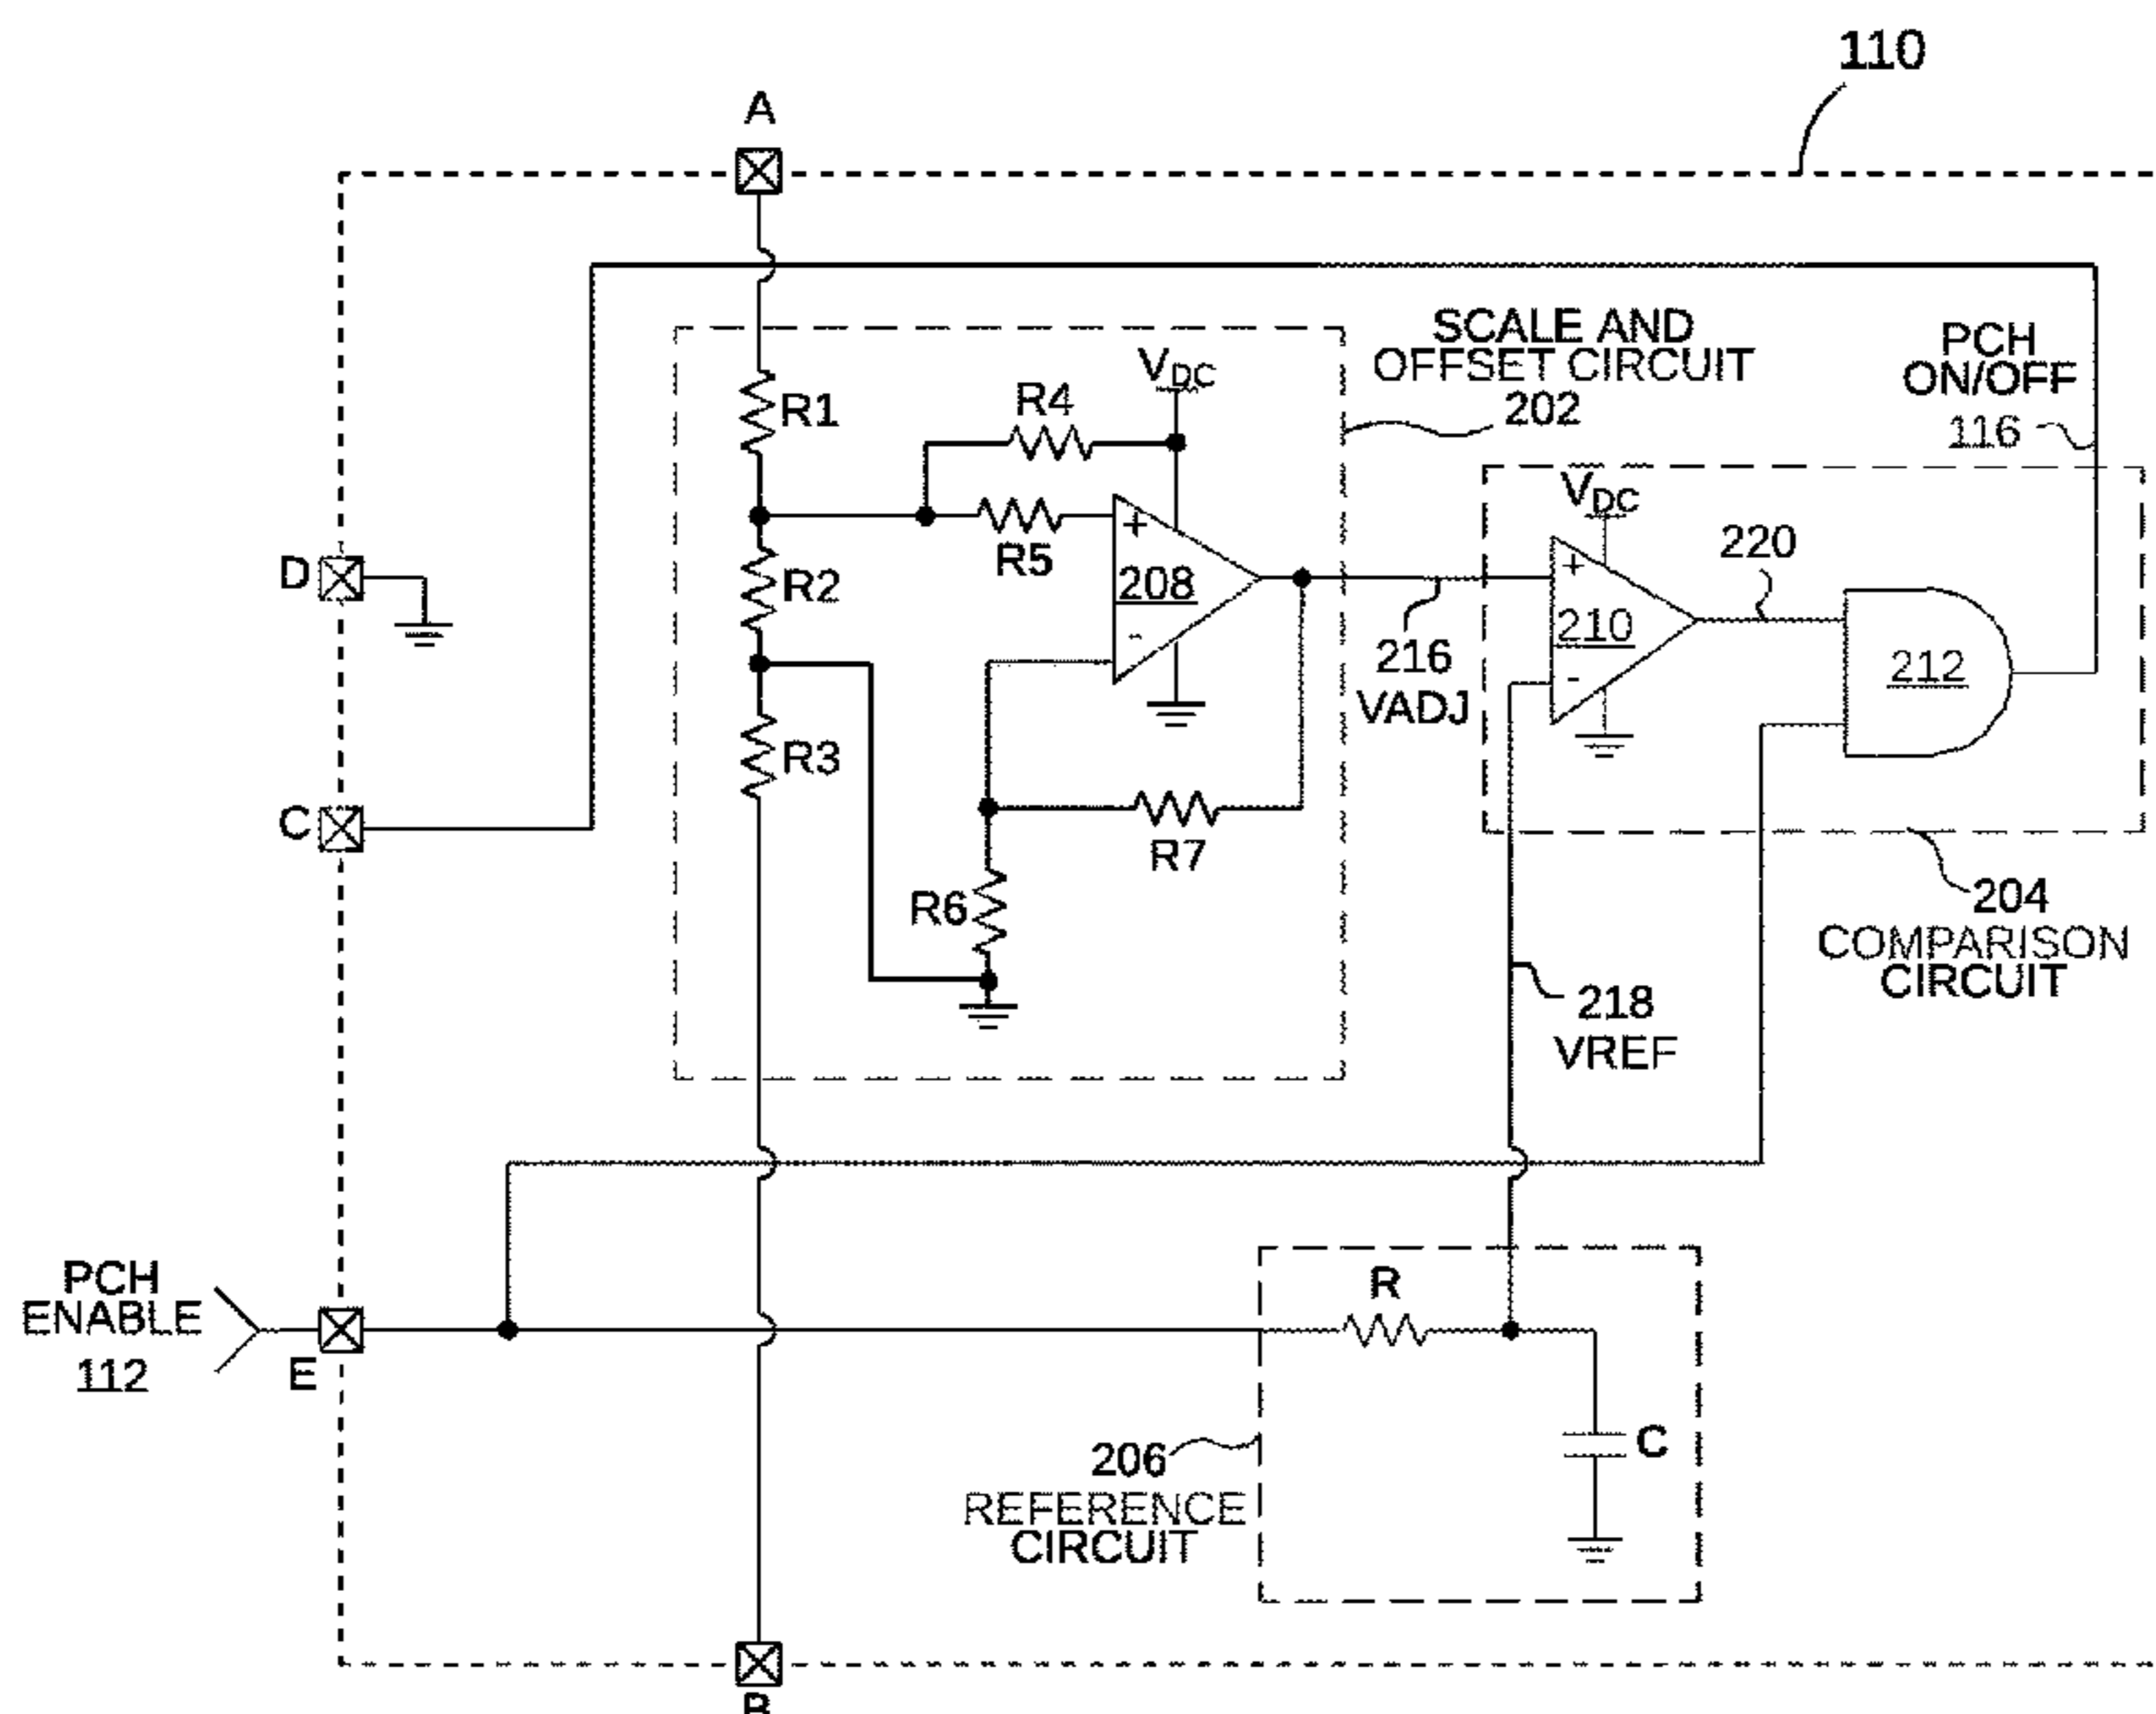 110
A
SCALE AND
OFFSET CIRCUIT
202
PCH
ON/OFF
116
VDC
R4
R1
R5
+
208
-
R2
D
VDC
+
210
-
220
212
216
VADJ
R3
C
R7
R6
204
COMPARISON
CIRCUIT
218
VREF
PCH
ENABLE
112
E
R
C
206
REFERENCE
CIRCUIT
B